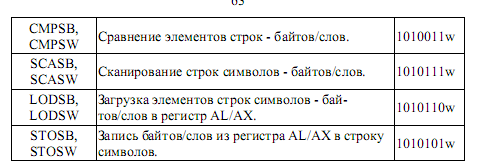 CMPSB,
CMPSW
Сравнение элементов строк - байтов/слов.
1010011w
SCASB,
SCASW
Сканирование строк символов - байтов/слов.
1010111w
LODSB,
LODSW
Загрузка элементов строк символов - бай-
тов/слов в регистр AL/AX.
1010110w
STOSB,
STOSW
Запись байтов/слов из регистра AL/AX в строку
символов.
1010101w